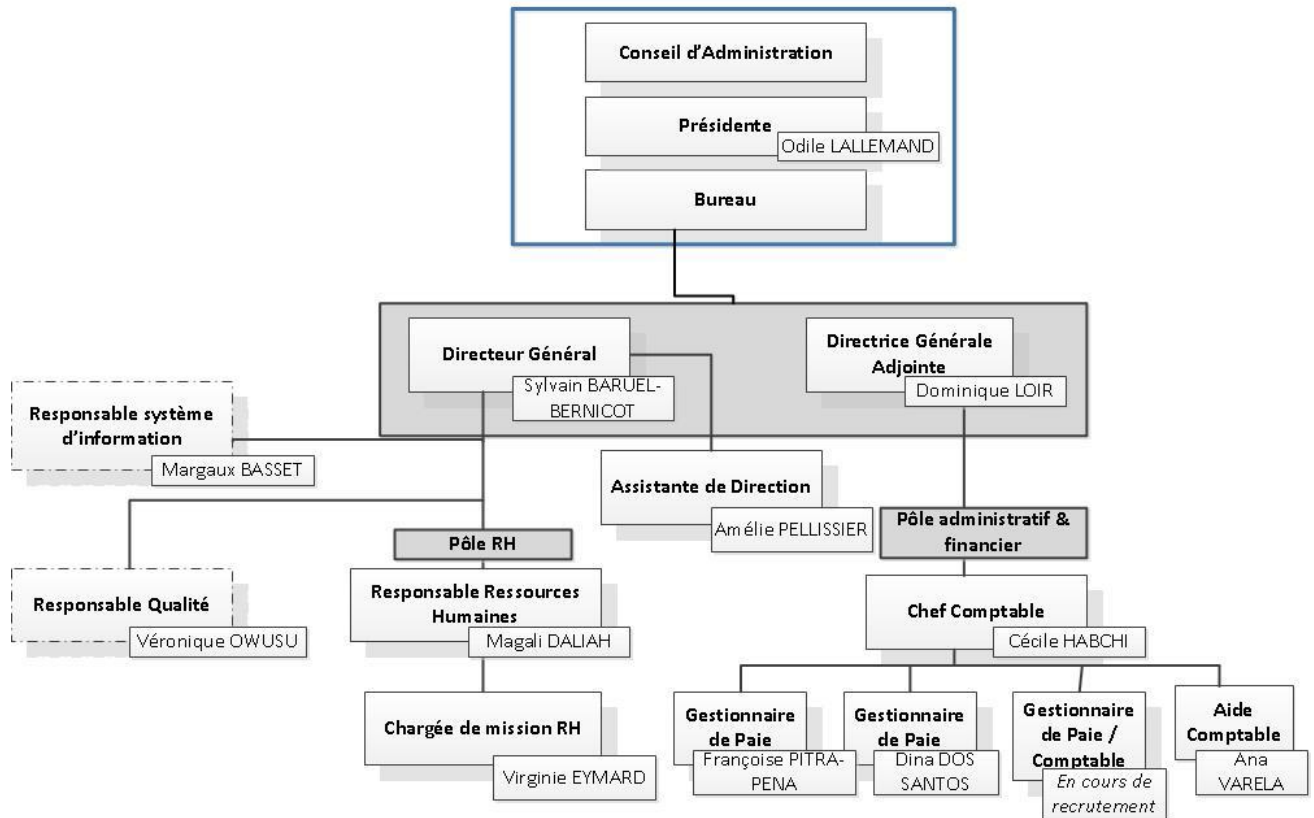 Conseil d'Administration
Présidente
Odile LALLEMAND
Bureau
Directeur Général
Sylvain BARUEL-
BERNICOT
Directrice Générale
Adjointe
Dominique LOIR
Responsable système
d'information
Margaux BASSET
Assistante de Direction
Amélie PELLISSIER
Pôle RH
Pôle administratif &
financier
Responsable Qualité
Véronique OWUSU
Responsable Ressources
Humaines
Magali DALIAH
Chef Comptable
Cécile HABCHI
Chargée de mission RH
Virginie EYMARD
Gestionnaire
de Paie
Françoise PITRA-
PENA
Gestionnaire
de Paie
Dina DOS
SANTOS
Gestionnaire
de Paie /
Comptable
En cours de
recrutement
Aide
Comptable
Ana
VARELA